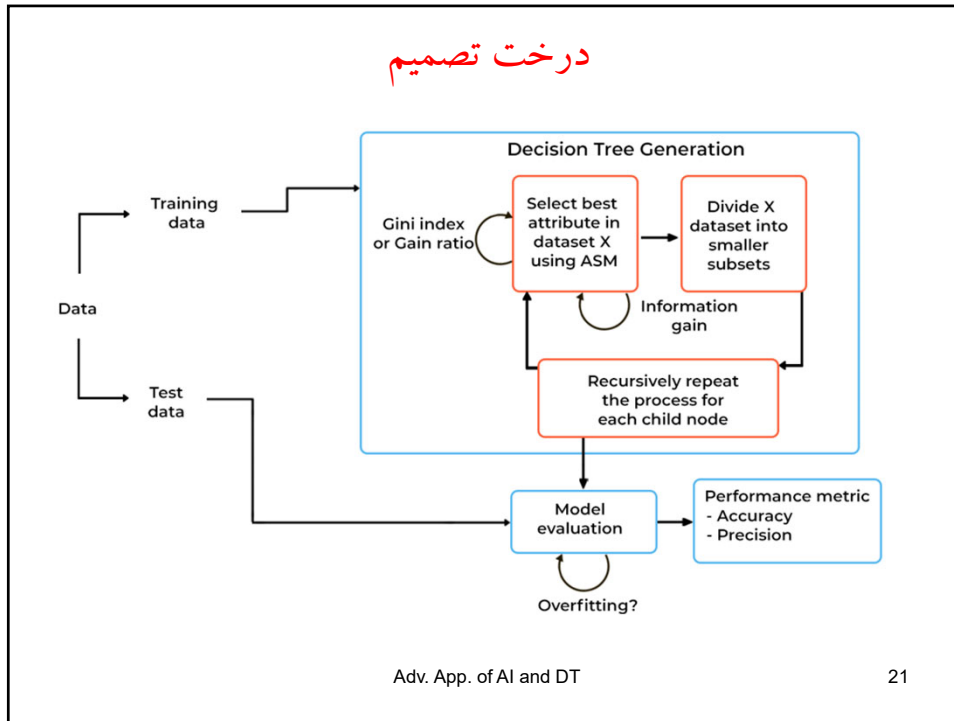 درخت تصمیم
Decision Tree Generation
Training
data
Gini index
or Gain ratio
Select best
attribute in
dataset X
using ASM
Divide X
dataset into
smaller
subsets
Information
gain
Data
Recursively repeat
the process for
each child node
Test
data
Model
evaluation
Performance metric
- Accuracy
- Precision
Overfitting?
Adv. App. of AI and DT
21